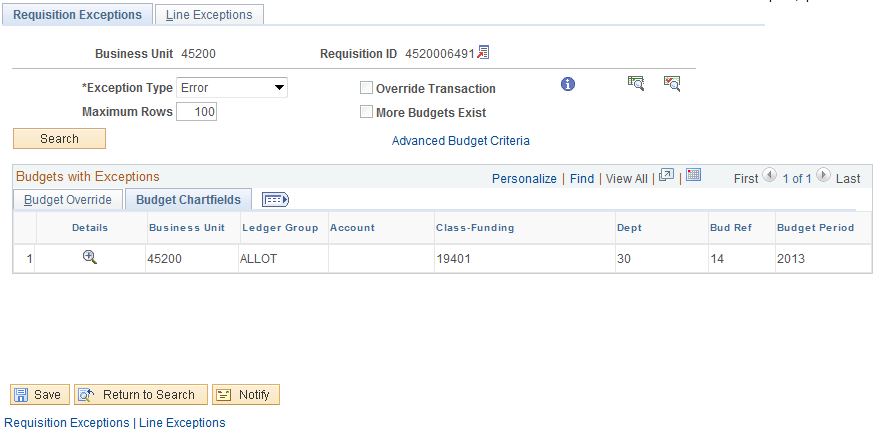 Requisition Exceptions Line Exceptions
Business Unit 45200 Requisition ID 4520006491
*Exception Type Error Override Transaction
Maximum Rows 100 More Budgets Exist
Search Advanced Budget Criteria
Budgets with Exceptions Personalize | Find | View All | | First 1 of 1 Last
Budget Override Budget Chartfields
Details Business Unit Ledger Group Account Class-Funding Dept Bud Ref Budget Period
1 45200 ALLOT 19401 30 14 2013
Save Return to Search Notify
Requisition Exceptions | Line Exceptions